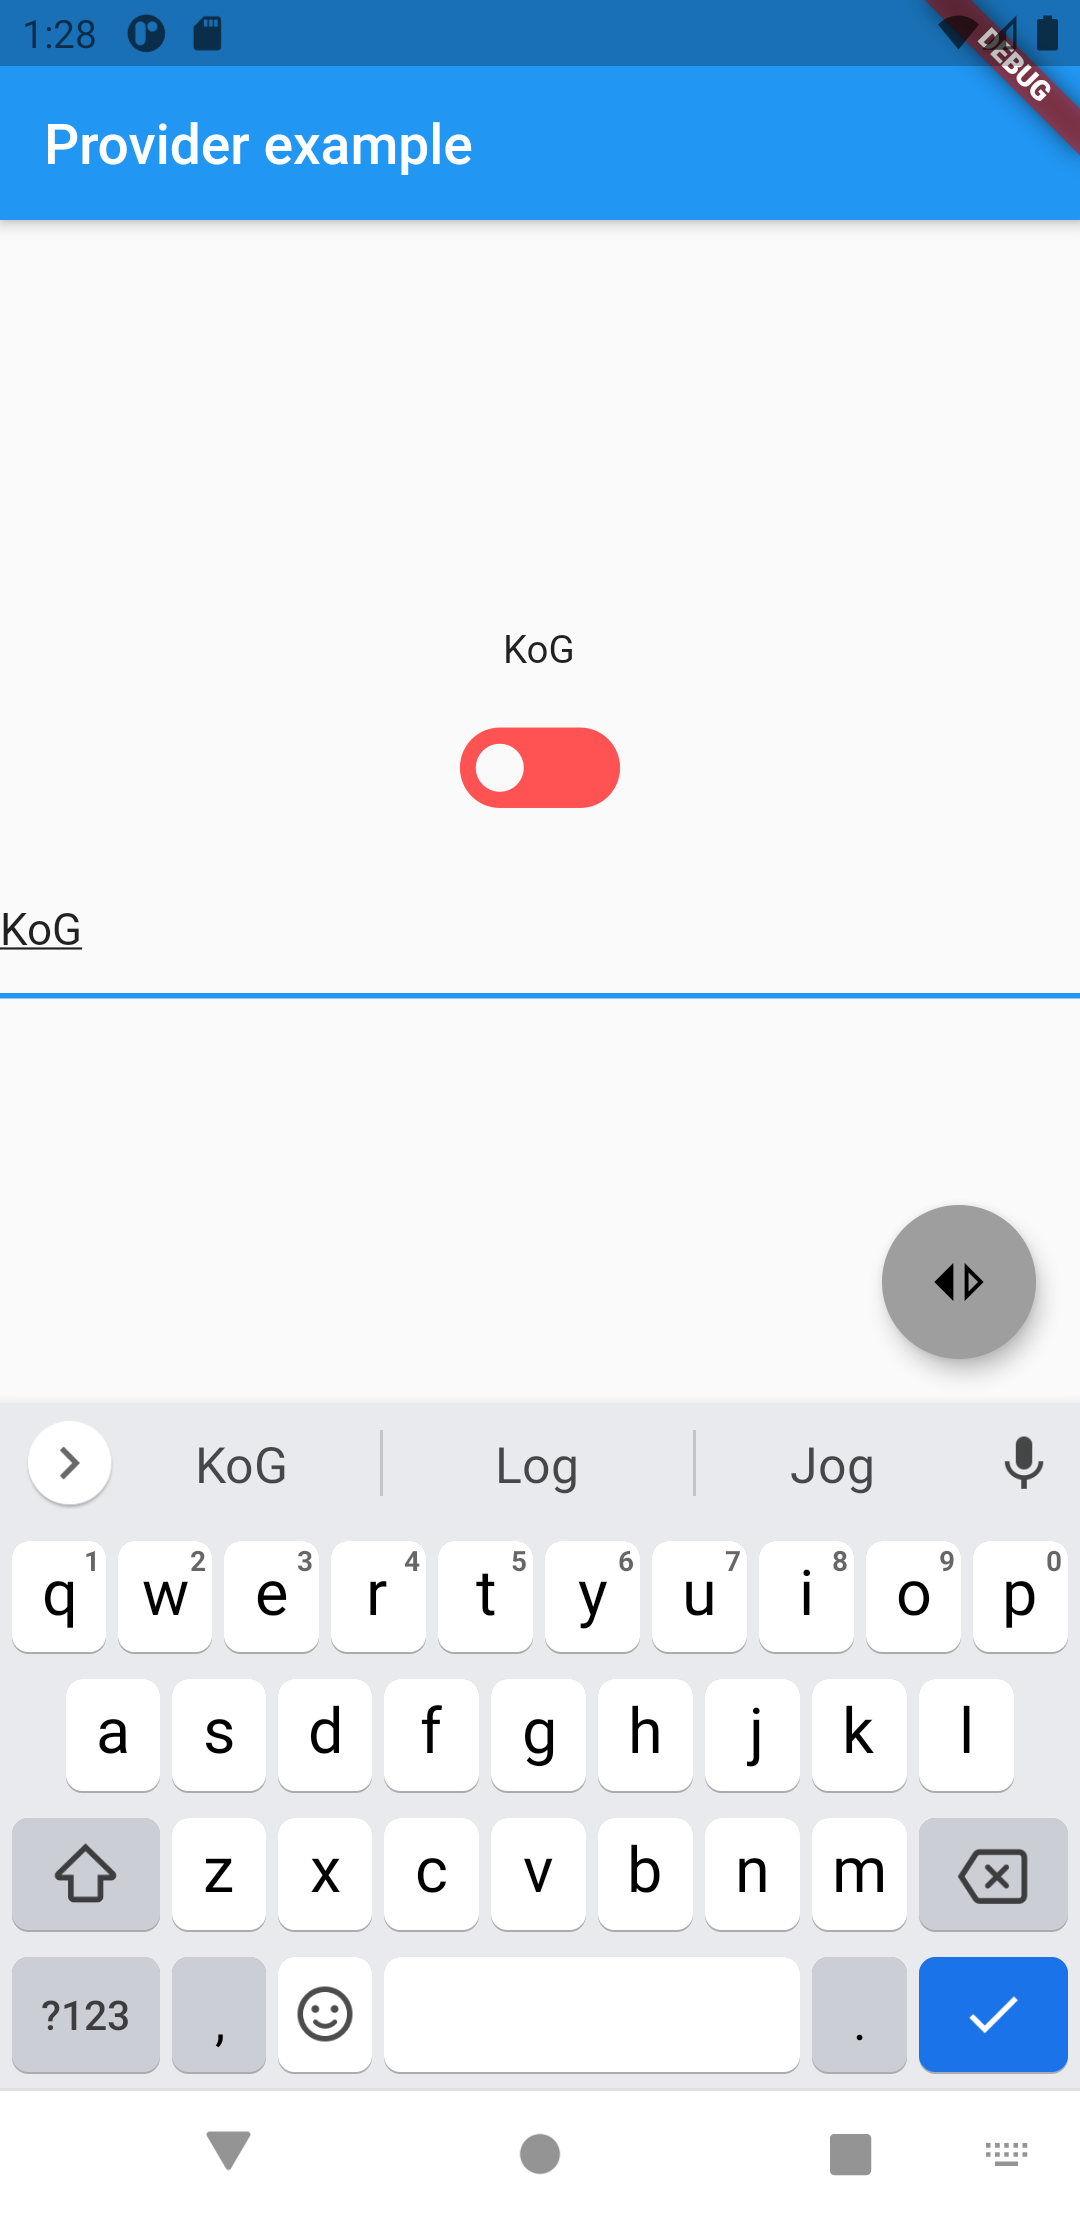 1:28
DEBUG
Provider example
KoG
KoG
KoG Log Jog
q 1 w 2 e 3 r 4 t 5 y 6 u 7 i 8 o 9 p 0
a s d f g h j k l
z x c v b n m
?123 , .